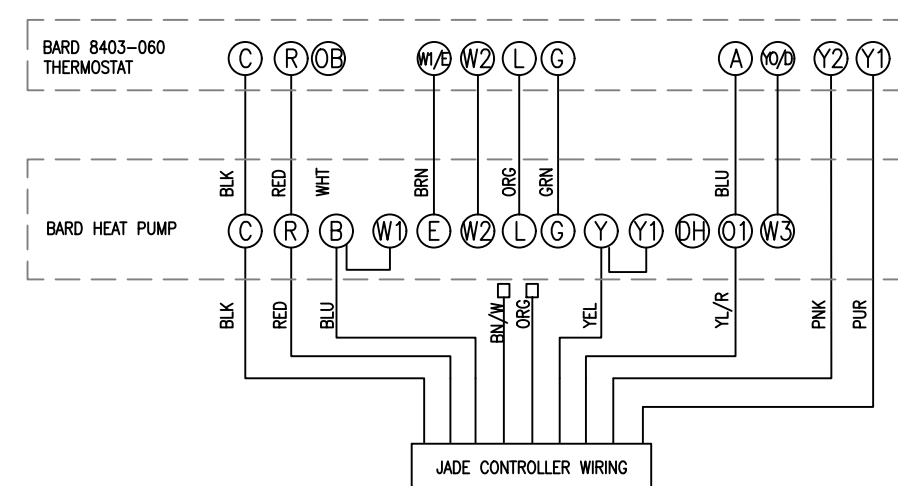 BARD 8403-060
THERMOSTAT
C R OB W1/E W2 L G A YO/D Y2 Y1
BLK RED WHT BRN ORG GRN BLU
BARD HEAT PUMP
C R B W1 E W2 L G Y Y1 DH O1 W3
BLK RED BLU BN/W ORG YEL YL/R PNK PUR
JADE CONTROLLER WIRING